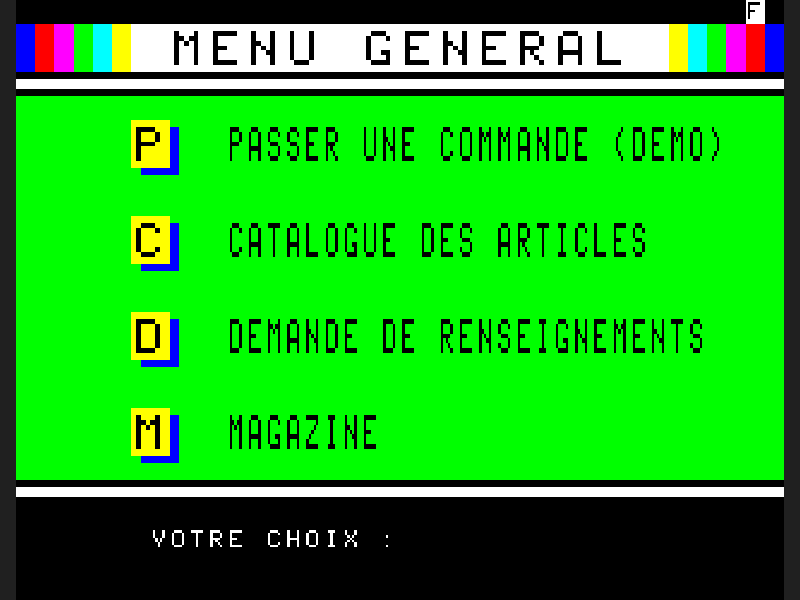 F
MENU GENERAL
P PASSER UNE COMMANDE (DEMO)
C CATALOGUE DES ARTICLES
D DEMANDE DE RENSEIGNEMENTS
M MAGAZINE
VOTRE CHOIX :